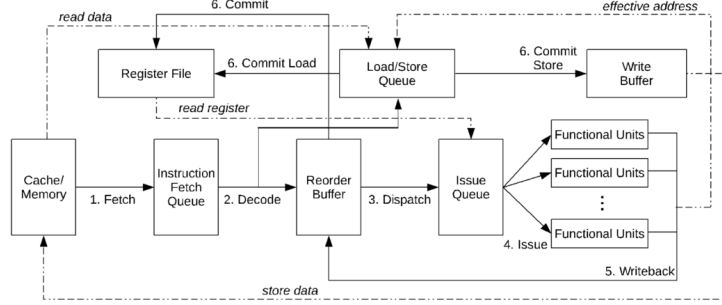 6. Commit
effective address
read data
Register File
6. Commit Load
Load/Store
Queue
6. Commit
Store
Write
Buffer
read register
Cache/
Memory
1. Fetch
Instruction
Fetch
Queue
2. Decode
Reorder
Buffer
3. Dispatch
Issue
Queue
4. Issue
Functional Units
Functional Units
Functional Units
5. Writeback
store data